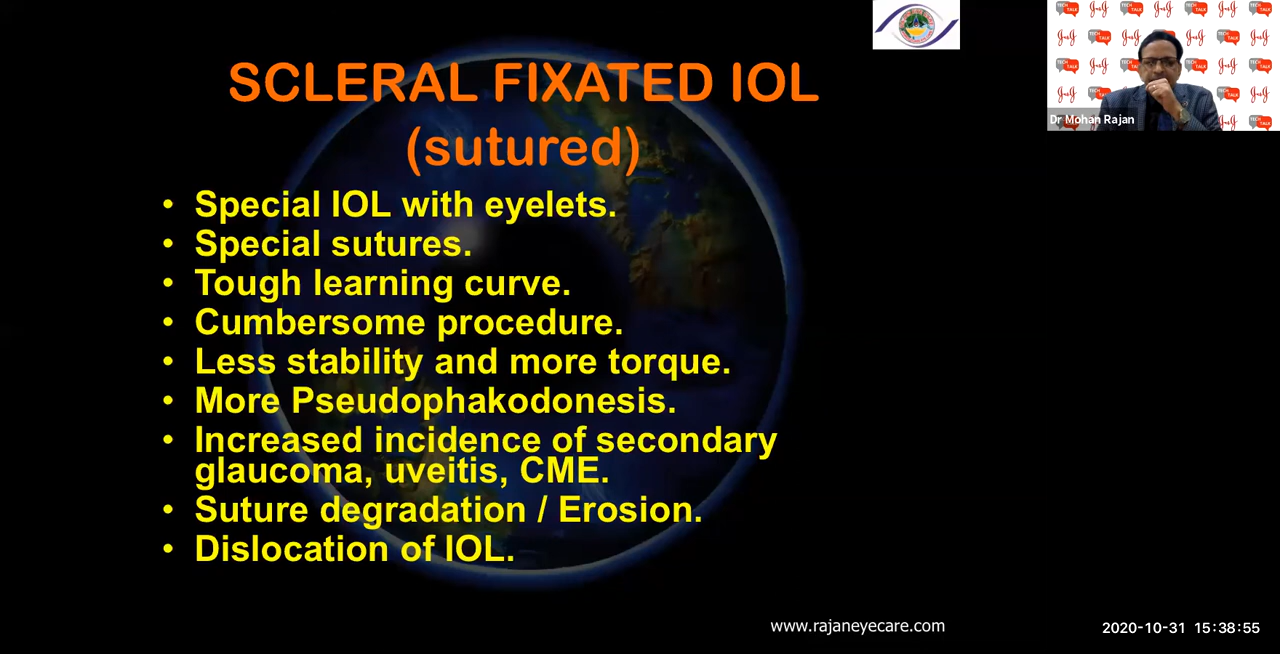 SCLERAL FIXATED IOL
(sutured)
• Special IOL with eyelets.
• Special sutures.
• Tough learning curve.
• Cumbersome procedure.
• Less stability and more torque.
• More Pseudophakodonesis.
• Increased incidence of secondary
glaucoma, uveitis, CME.
• Suture degradation / Erosion.
• Dislocation of IOL.
www.rajaneyecare.com
Dr Mohan Rajan
2020-10-31 15:38:55
TECH
TALK